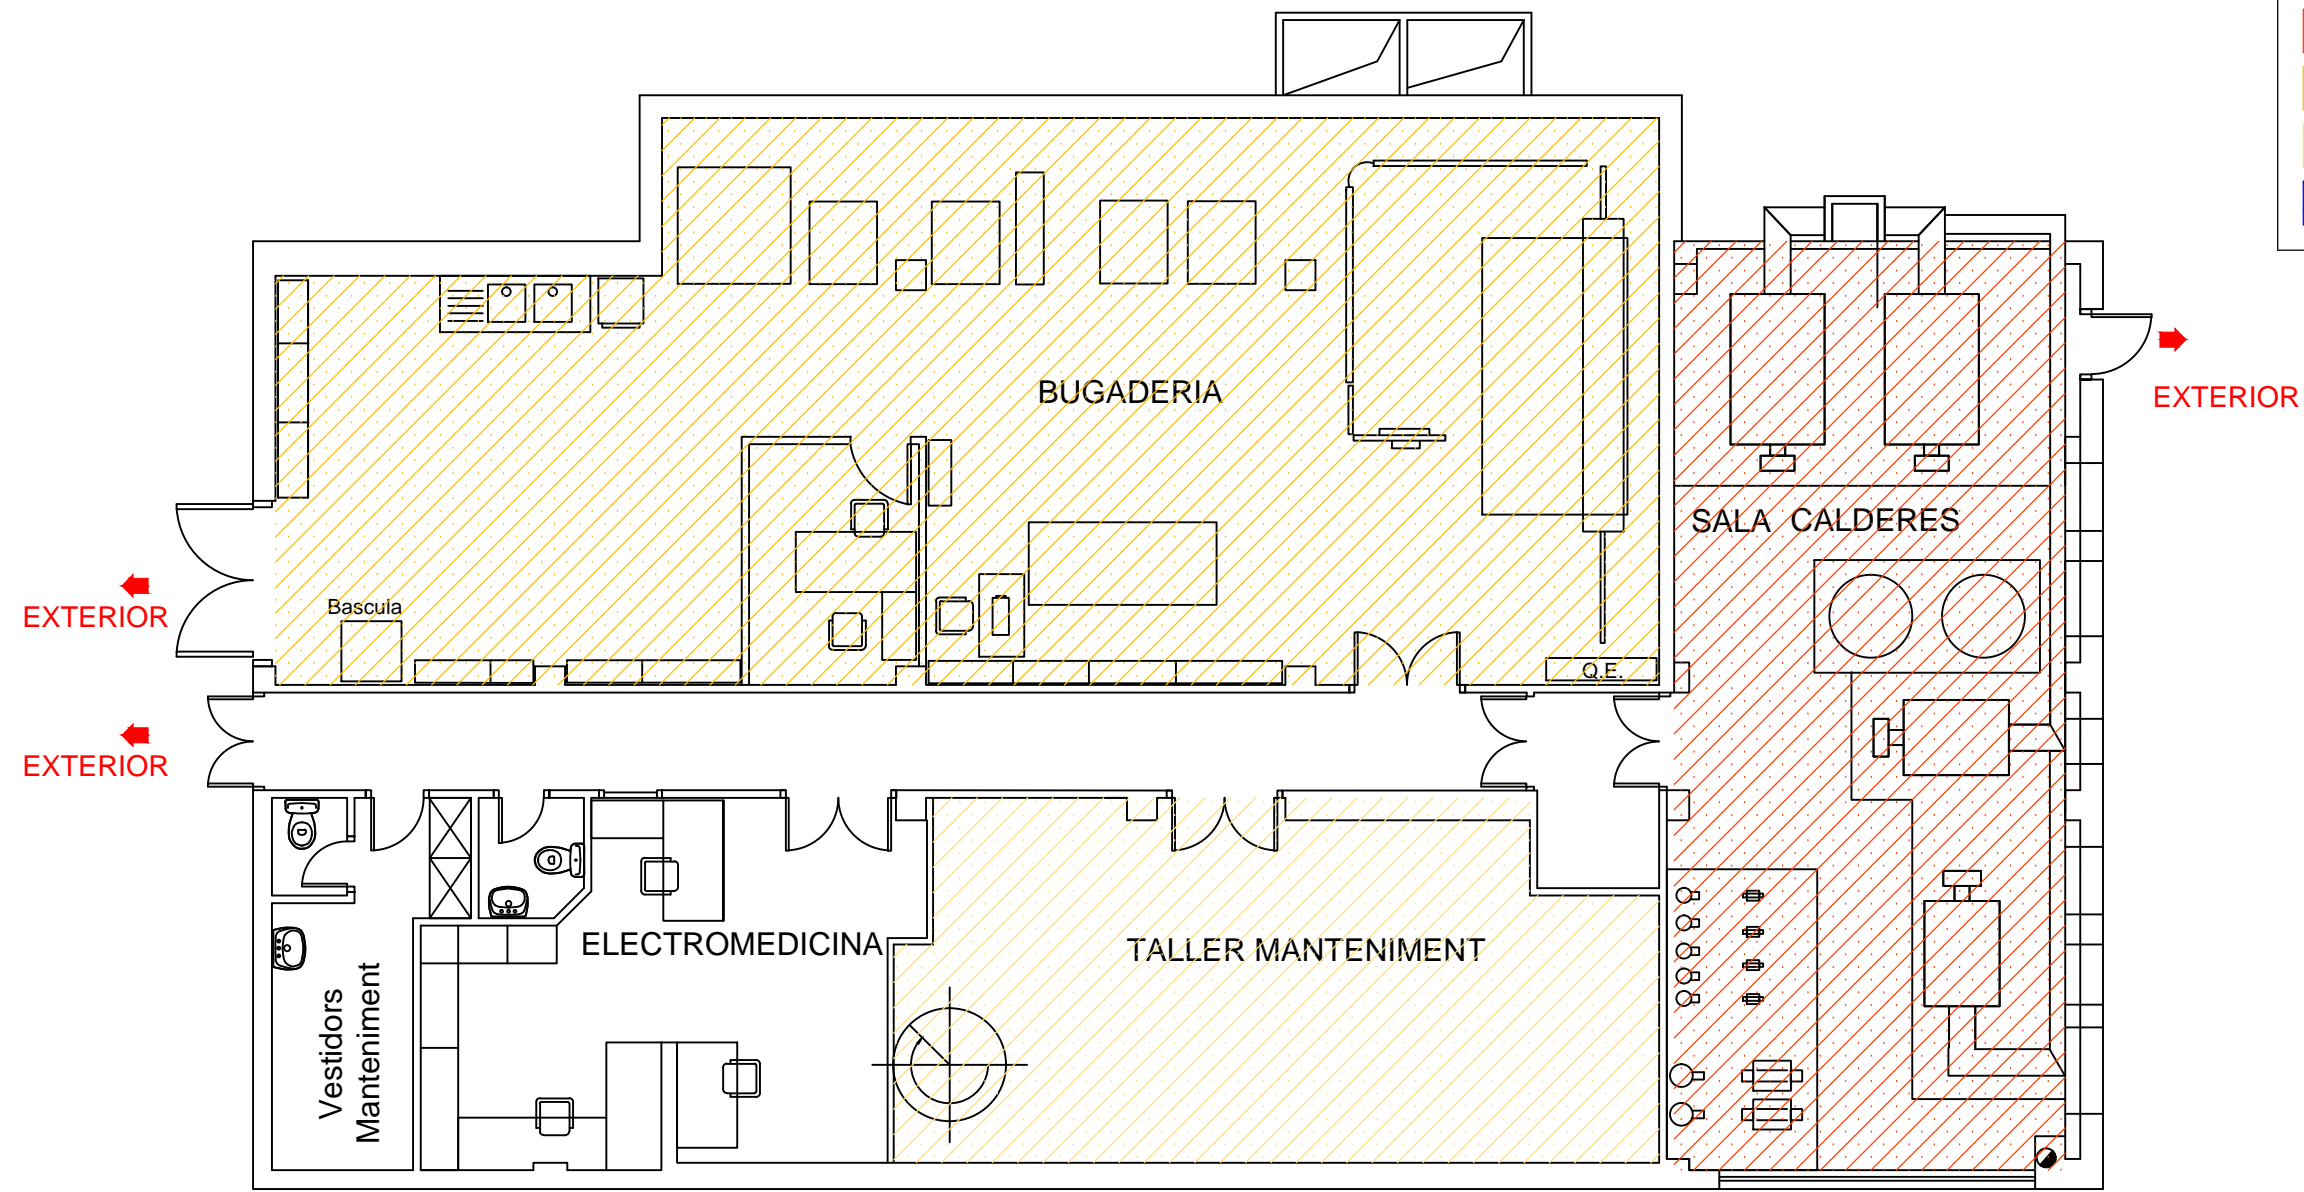 BUGADERIA
EXTERIOR
SALA CALDERES
Bascula
EXTERIOR
Q.E.
EXTERIOR
ELECTROMEDICINA
TALLER MANTENIMENT
Vestidors
Manteniment